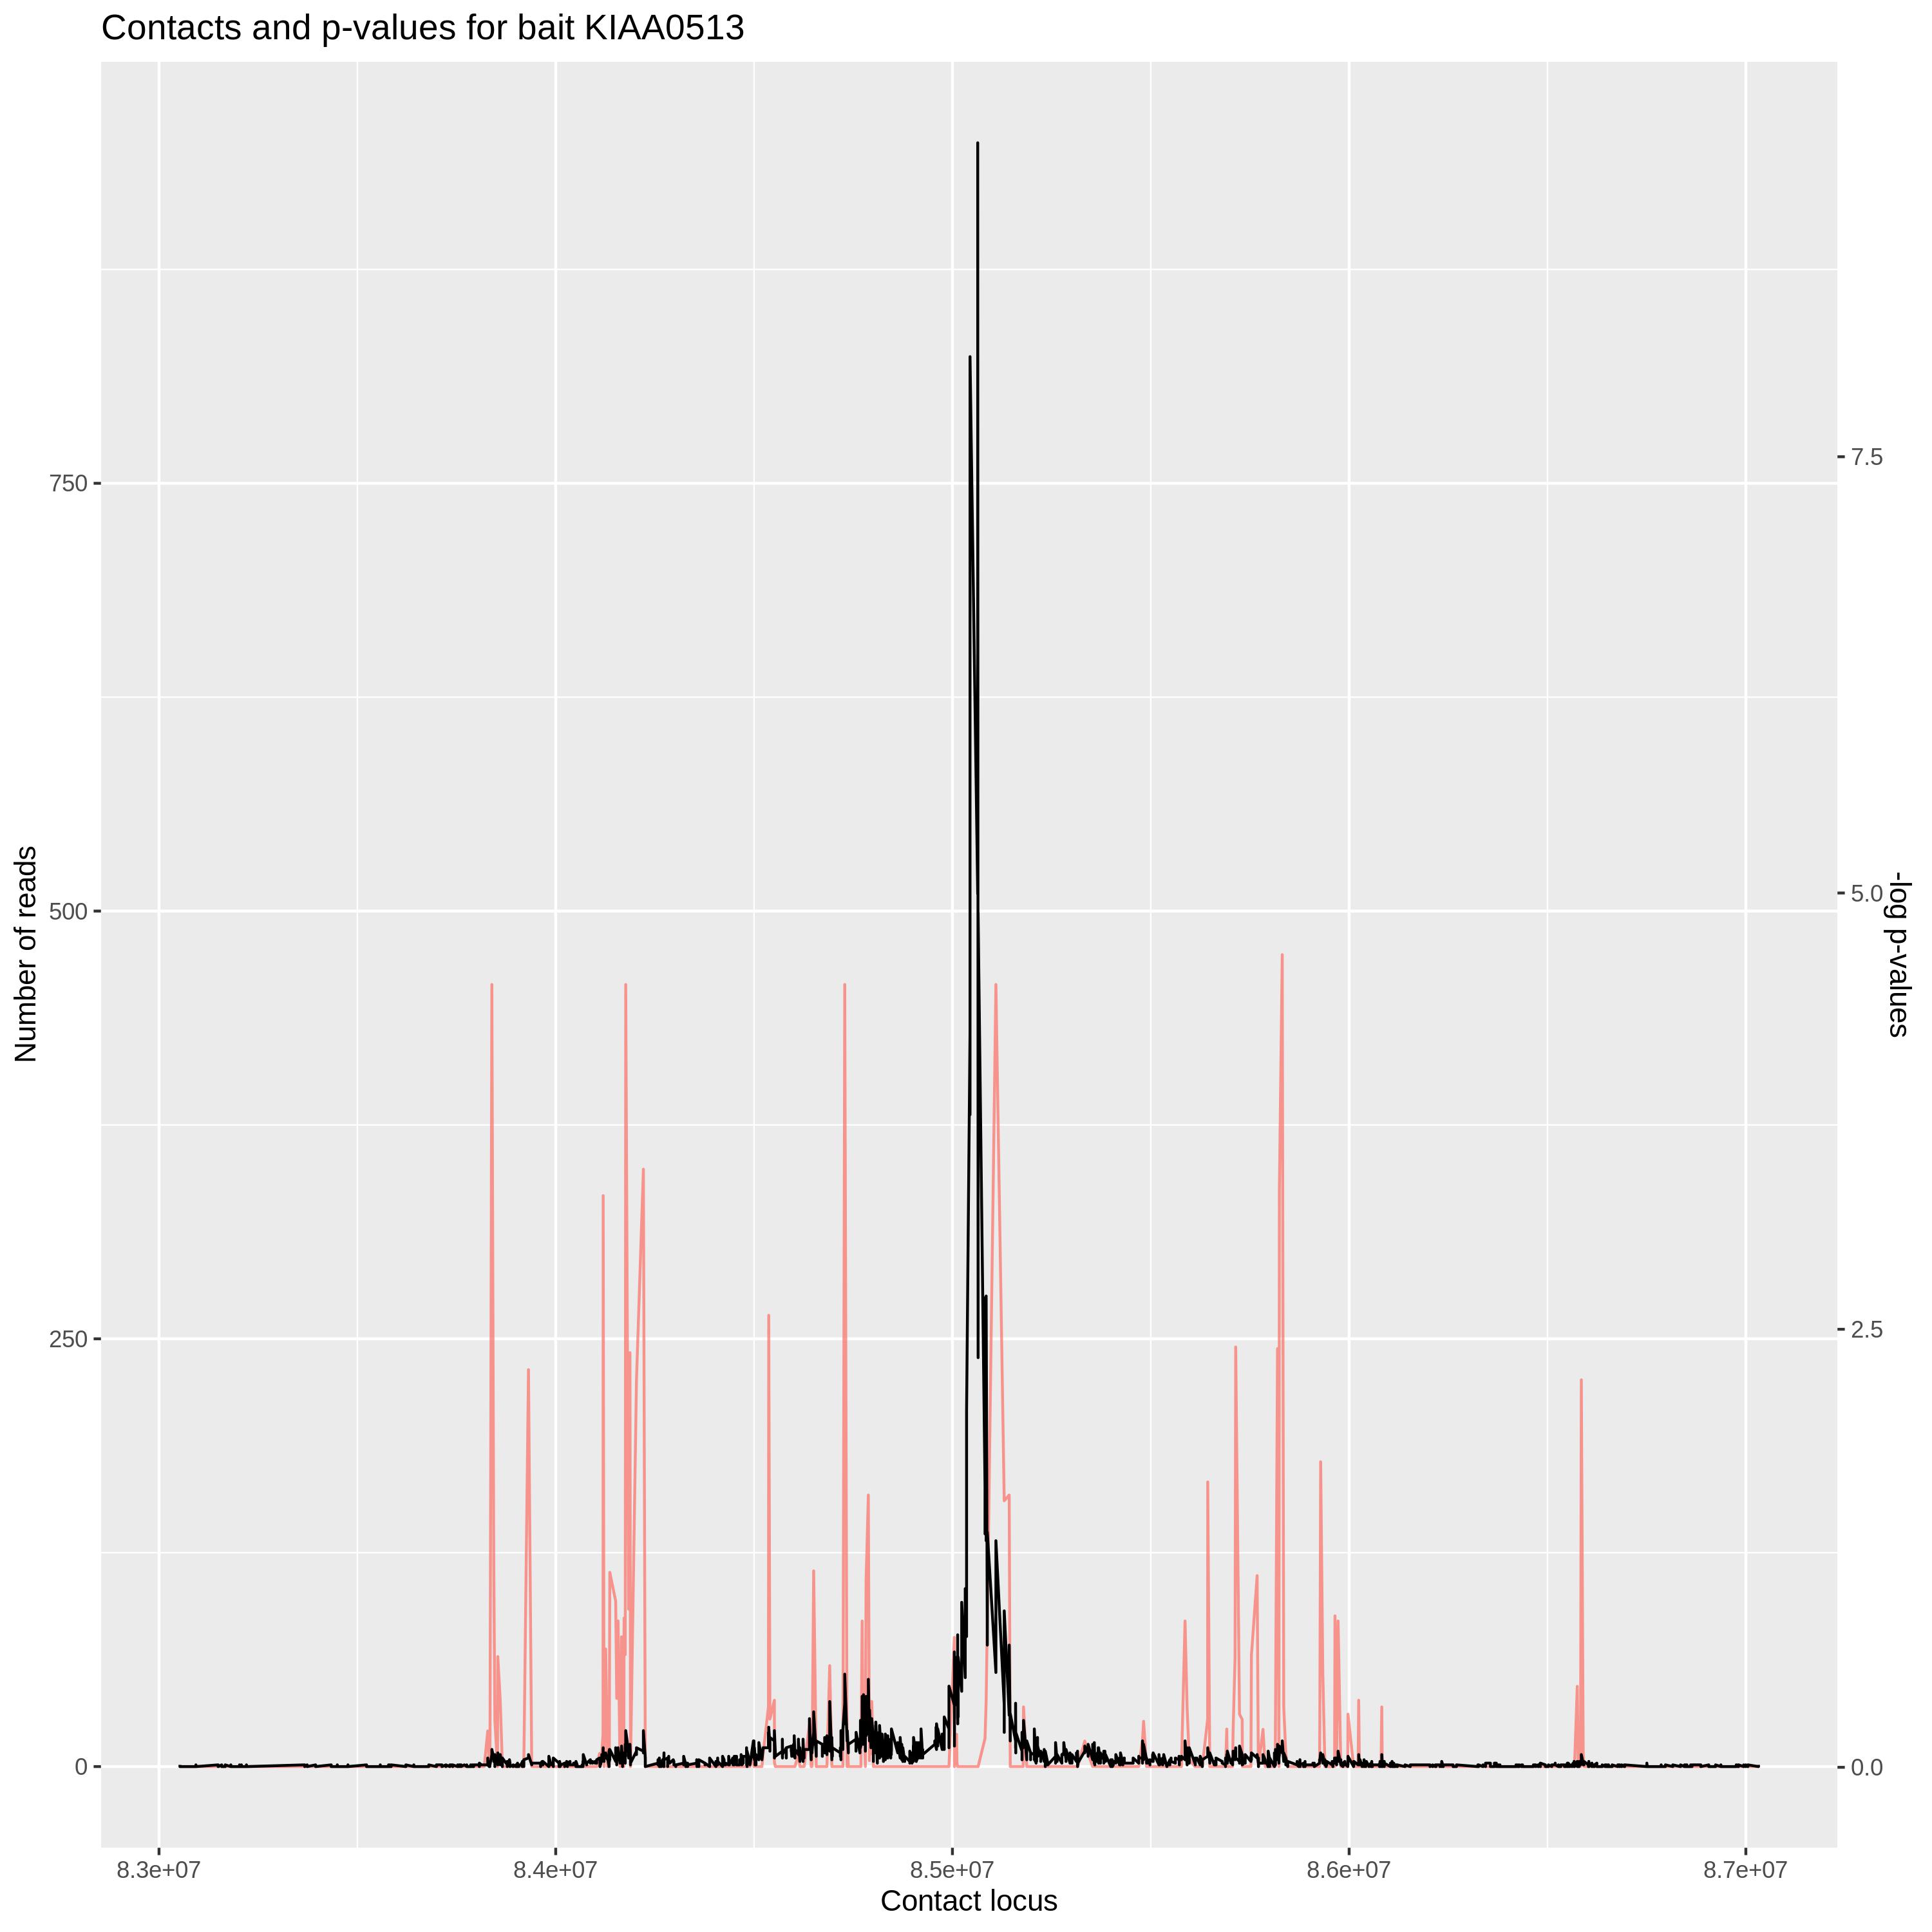 Contacts and p-values for bait KIAA0513
Number of reads
750
500
250
0
7.5
5.0
2.5
0.0
-log p-values
8.3e+07
8.4e+07
8.5e+07
8.6e+07
8.7e+07
Contact locus